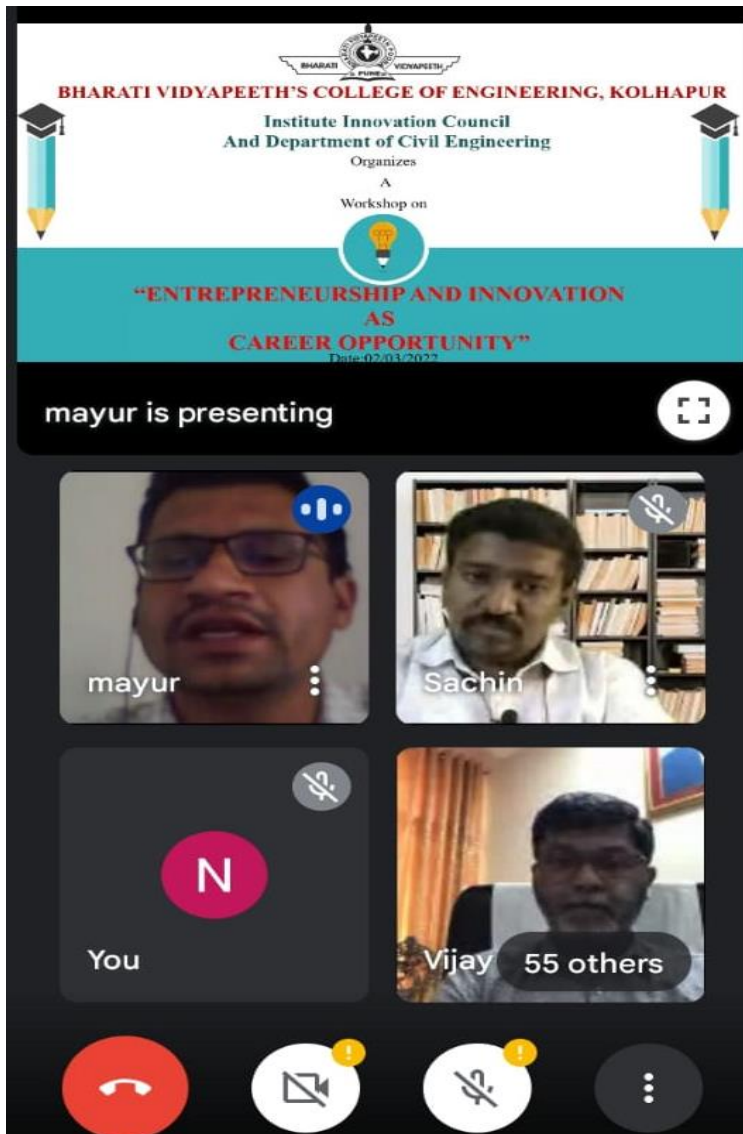 BHARATI VIDYAPEETH
PUNE
BHARATI VIDYAPEETH'S COLLEGE OF ENGINEERING, KOLHAPUR
Institute Innovation Council
And Department of Civil Engineering
Organizes
A
Workshop on
“ENTREPRENEURSHIP AND INNOVATION
AS
CAREER OPPORTUNITY”
Date:02/03/2022
mayur is presenting
mayur
Sachin
N
You
Vijay
55 others